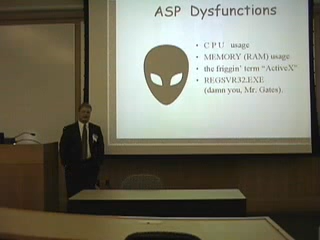 ASP Dysfunctions
• C P U usage
• MEMORY (RAM) usage
• the friggin' term "ActiveX"
• REGSVR32.EXE
(damn you, Mr. Gates).